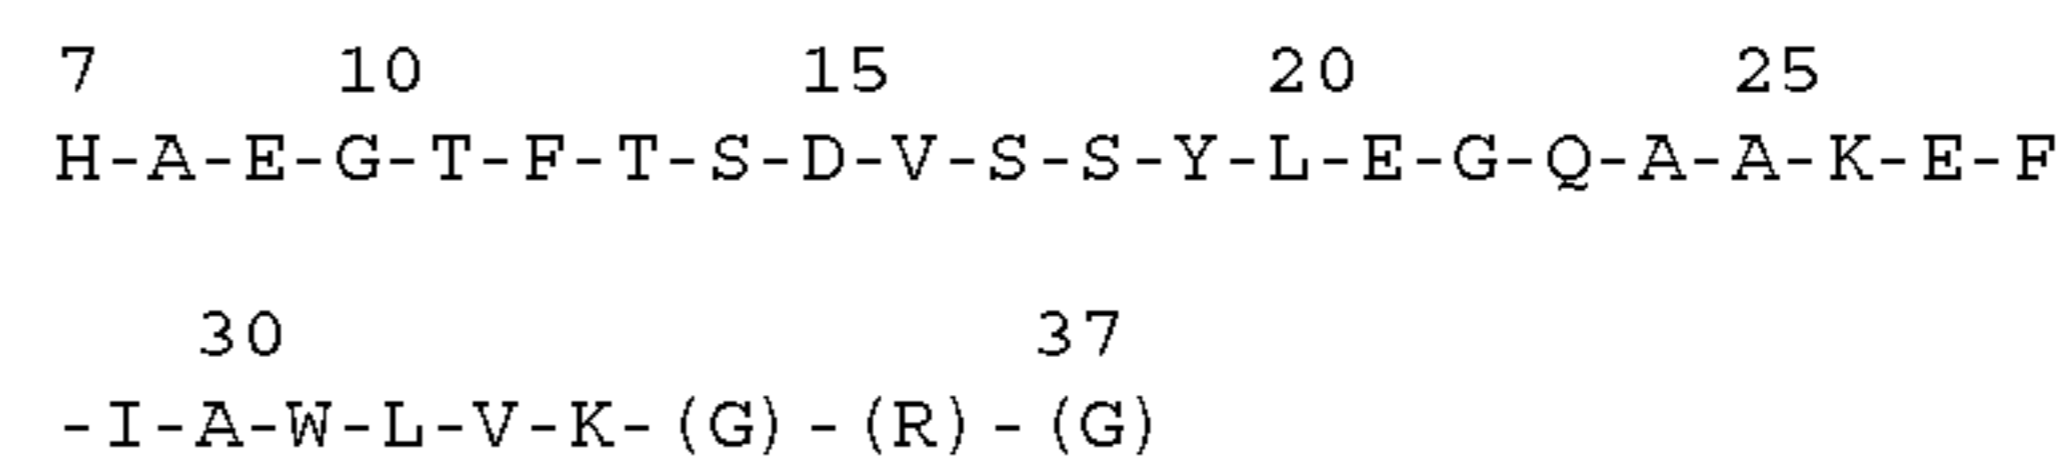 7 10 15 20 25
H-A-E-G-T-F-T-S-D-V-S-S-Y-L-E-G-Q-A-A-K-E-F
30 37
-I-A-W-L-V-K-(G)-(R)-(G)